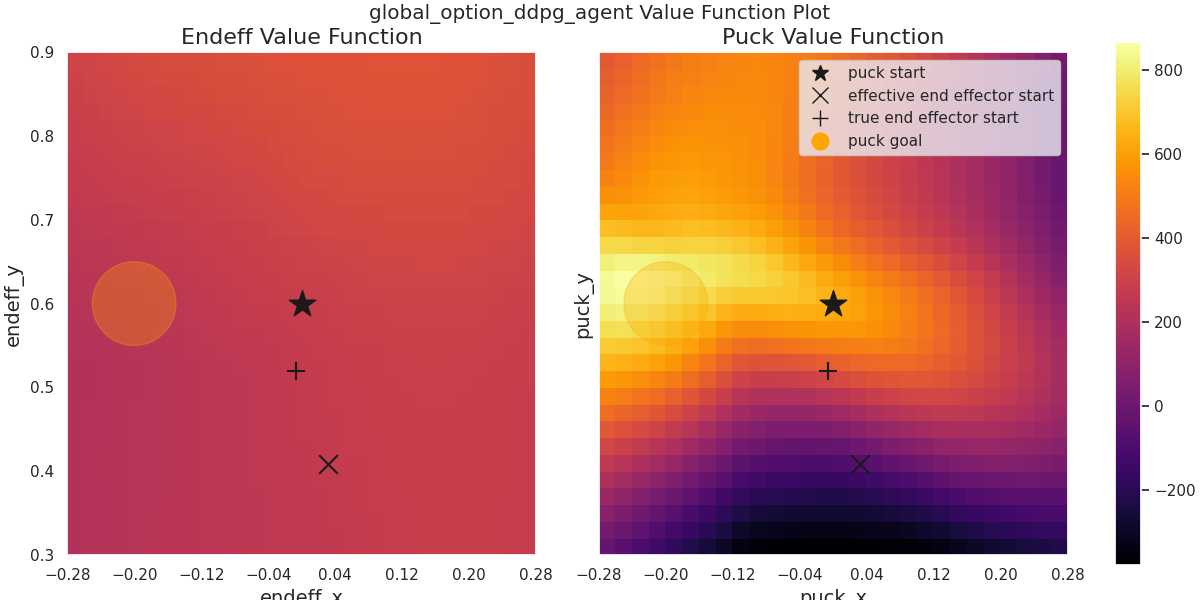 global_option_ddpg_agent Value Function Plot
Endeff Value Function
Puck Value Function
0.9
0.8
0.7
0.6
0.5
0.4
0.3
endeff_y
−0.28 −0.20 −0.12 −0.04 0.04 0.12 0.20 0.28
endeff_x
puck start
effective end effector start
true end effector start
puck goal
puck_y
−0.28 −0.20 −0.12 −0.04 0.04 0.12 0.20 0.28
puck_x
800
600
400
200
0
−200